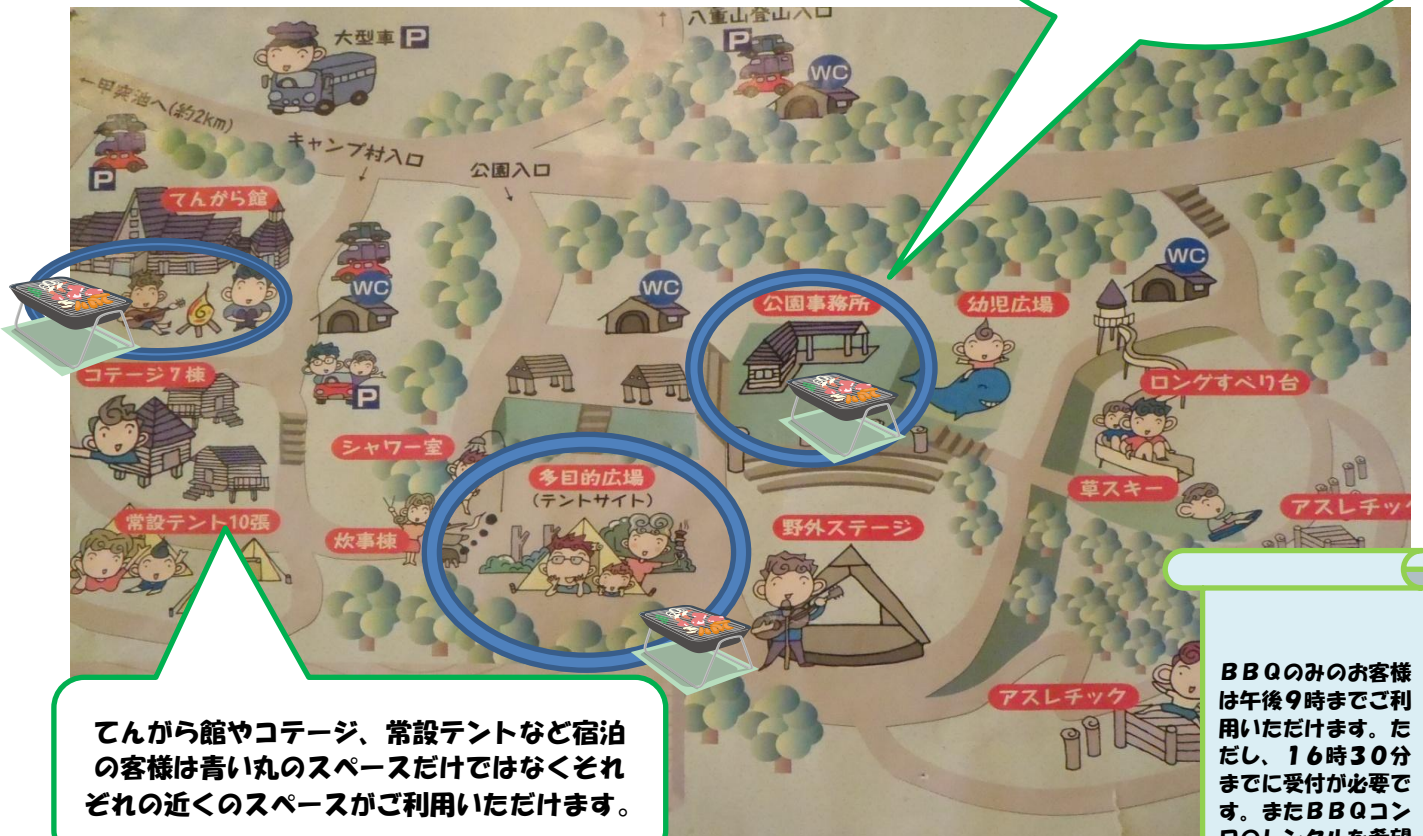 八重山登山入口
大型車 P
P
WC
←甲突池へ(約2km)
キャンプ村入口
公園入口
P
てんがら館
WC
WC
WC
公園事務所
幼児広場
コテージ7棟
P
ロングすべり台
シャワー室
多目的広場
(テントサイト)
草スキー
アスレチック
常設テント10張
炊事棟
野外ステージ
アスレチック
てんがら館やコテージ、常設テントなど宿泊
の客様は青い丸のスペースだけではなくそれ
ぞれの近くのスペースがご利用いただけます。
BBQのみのお客様
は午後9時までご利
用いただけます。た
だし、16時30分
までに受付が必要で
す。またBBQコン
ロのレンタルを希望